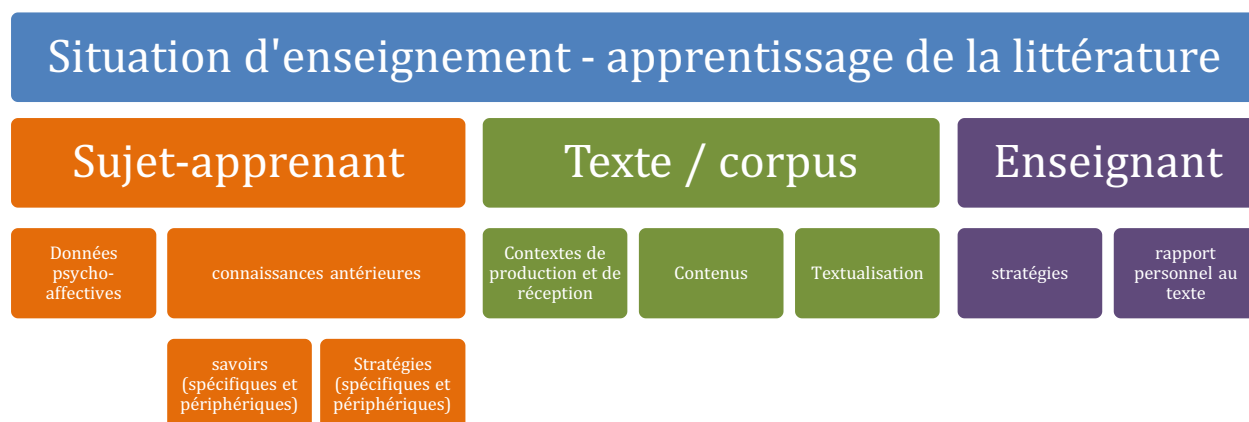 Situation d'enseignement - apprentissage de la littérature
Sujet-apprenant
Texte / corpus
Enseignant
Données
psycho-
affectives
connaissances antérieures
Contextes de
production et de
réception
Contenus
Textualisation
stratégies
rapport
personnel au
texte
savoirs
(spécifiques et
périphériques)
Stratégies
(spécifiques et
périphériques)